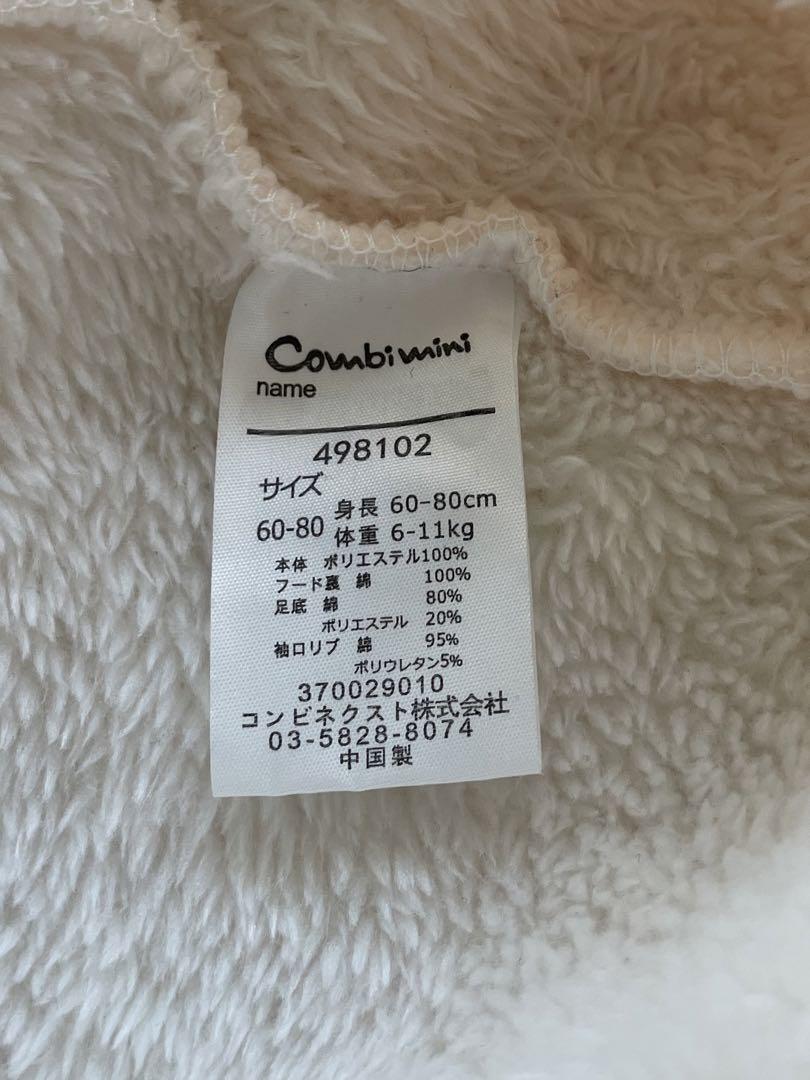 Combimini
name
498102
サイズ
60-80 身長 60-80cm
体重 6-11kg
本体 ポリエステル100%
フード裏 綿 100%
足底 綿 80%
ポリエステル 20%
袖口リブ 綿 95%
ポリウレタン5%
370029010
コンビネクスト株式会社
03-5828-8074
中国製